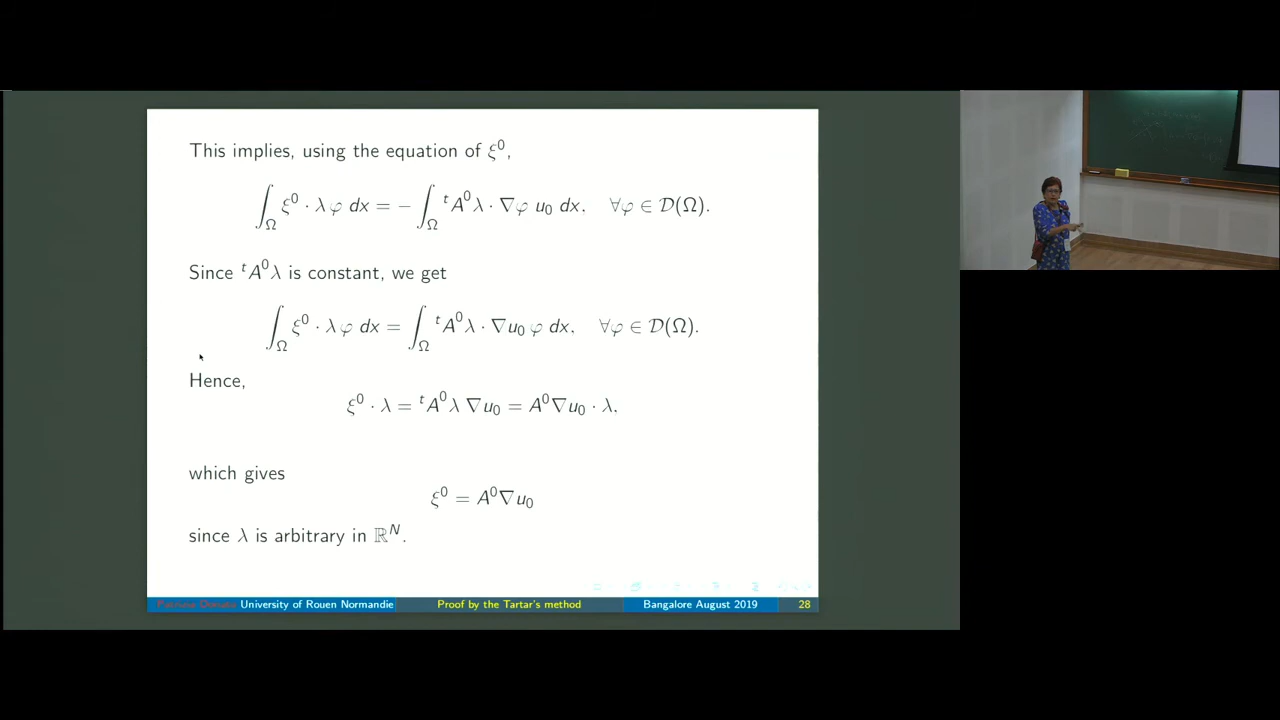 This implies, using the equation of ξ⁰,
∫_Ω ξ⁰ · λ φ dx = − ∫_Ω ᵗA⁰λ · ∇φ u₀ dx, ∀φ ∈ 𝒟(Ω).
Since ᵗA⁰λ is constant, we get
∫_Ω ξ⁰ · λ φ dx = ∫_Ω ᵗA⁰λ · ∇u₀ φ dx, ∀φ ∈ 𝒟(Ω).
Hence,
ξ⁰ · λ = ᵗA⁰λ ∇u₀ = A⁰∇u₀ · λ,
which gives
ξ⁰ = A⁰∇u₀
since λ is arbitrary in ℝᴺ.
University of Rouen Normandie Proof by the Tartar's method Bangalore August 2019 28